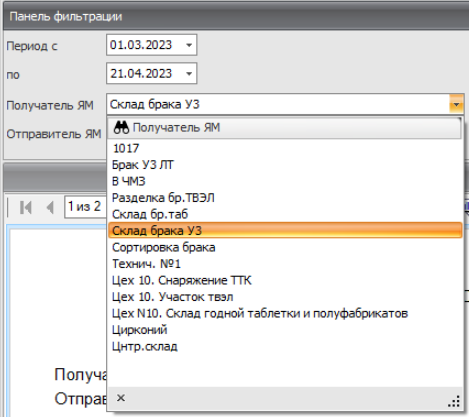 Панель фильтрации
Период с 01.03.2023
по 21.04.2023
Получатель ЯМ Склад брака УЗ
Отправитель ЯМ
Получатель ЯМ
1017
Брак УЗ ЛТ
В ЧМЗ
Разделка бр.ТВЭЛ
Склад бр.таб
Склад брака УЗ
Сортировка брака
Технич. №1
Цех 10. Снаряжение ТТК
Цех 10. Участок твэл
Цех N10. Склад годной таблетки и полуфабрикатов
Цирконий
Цнтр.склад
1 из 2
Получа
Отправ